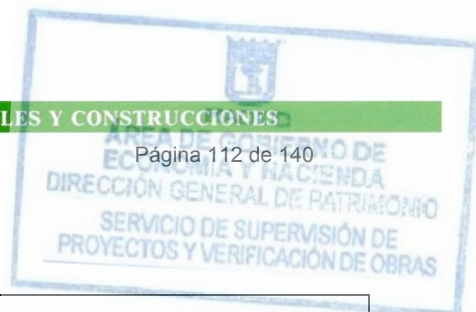 LES Y CONSTRUCCIONES
ÁREA DE GOBIERNO DE
Página 112 de 140
ECONOMÍA Y HACIENDA
DIRECCIÓN GENERAL DE PATRIMONIO
SERVICIO DE SUPERVISIÓN DE
PROYECTOS Y VERIFICACIÓN DE OBRAS